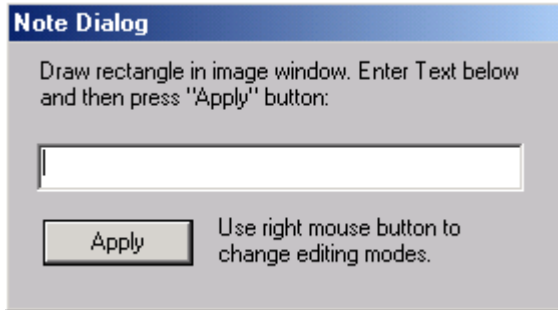 Note Dialog
Draw rectangle in image window. Enter Text below
and then press "Apply" button:
Apply
Use right mouse button to
change editing modes.